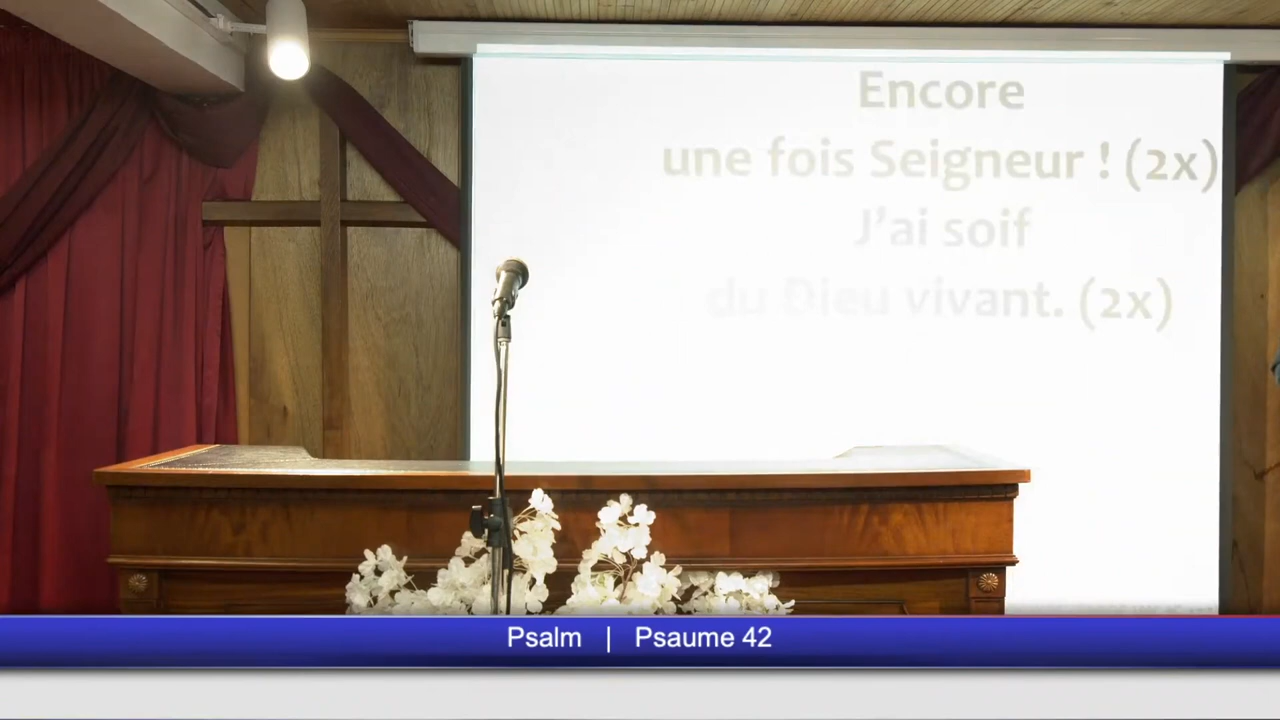 Encore
une fois Seigneur ! (2x)
J’ai soif
du Dieu vivant. (2x)
Psalm | Psaume 42